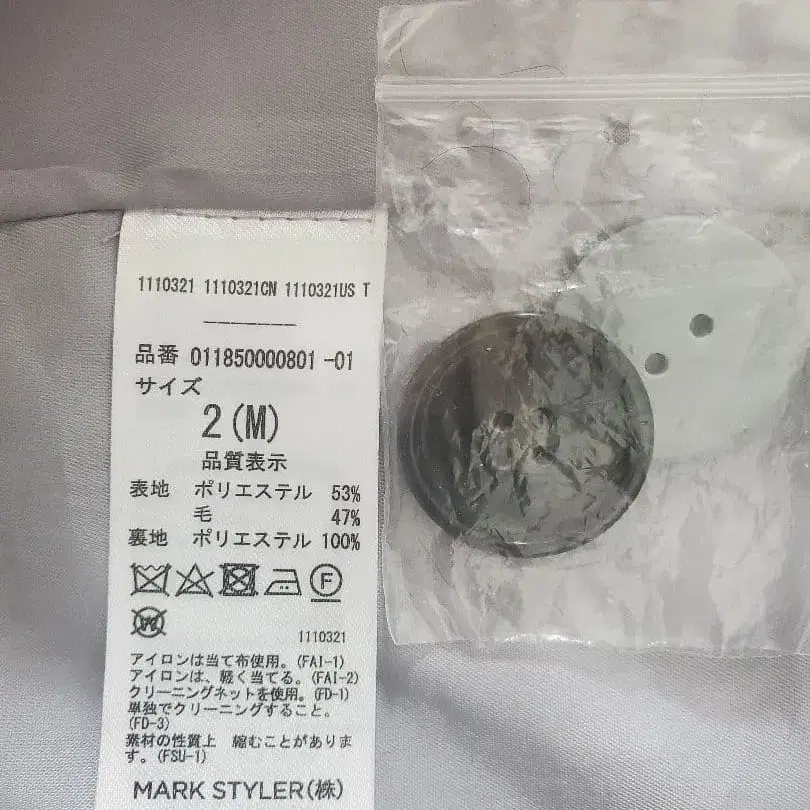 1110321 1110321CN 1110321US T
品番 011850000801 -01
サイズ
2(M)
品質表示
表地 ポリエステル 53%
毛 47%
裏地 ポリエステル 100%
F
W
1110321
アイロンは当て布使用。(FAI-1)
アイロンは、軽く当てる。(FAI-2)
クリーニングネットを使用。(FD-1)
単独でクリーニングすること。
(FD-3)
素材の性質上 縮むことがありま
す。(FSU-1)
MARK STYLER(株)